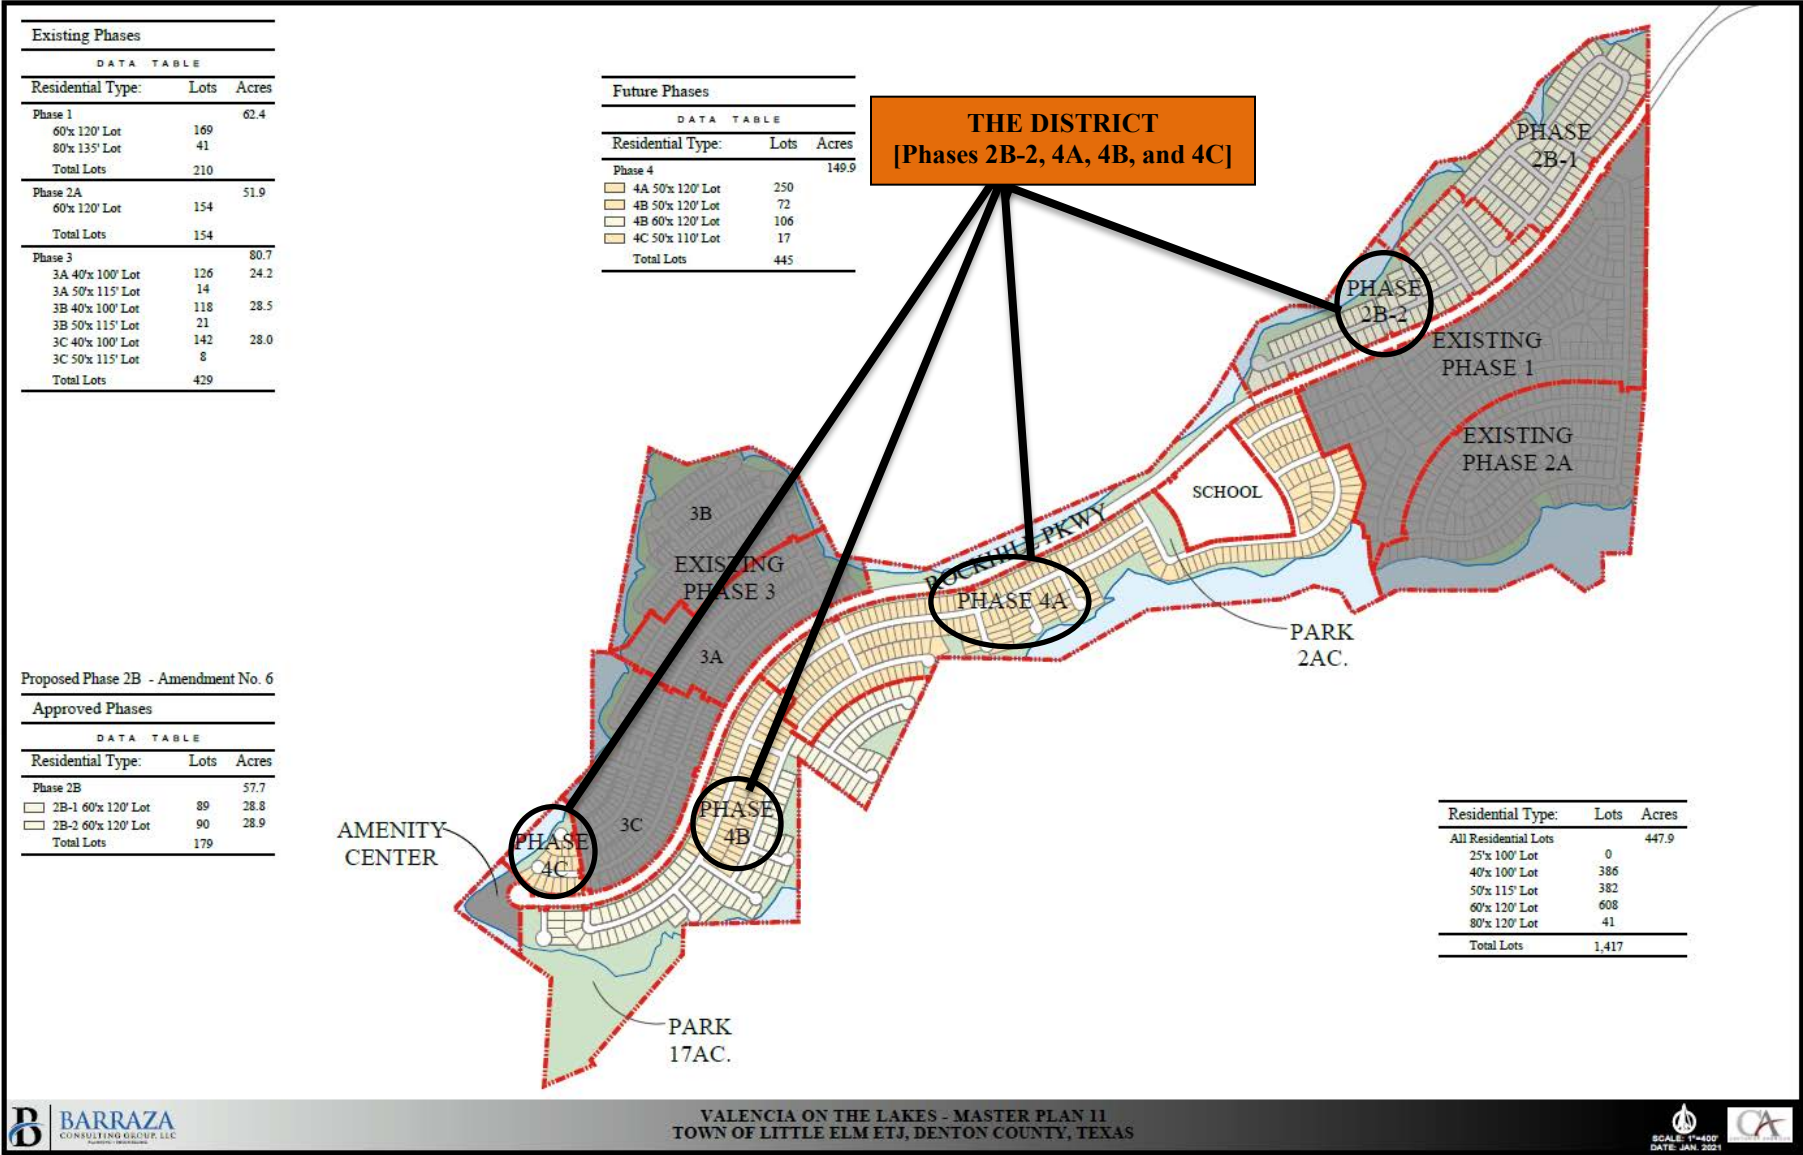 Existing Phases
DATA TABLE
Residential Type: Lots Acres
Phase 1 62.4
60'x 120' Lot 169
80'x 135' Lot 41
Total Lots 210
Phase 2A 51.9
60'x 120' Lot 154
Total Lots 154
Phase 3 80.7
3A 40'x 100' Lot 126 24.2
3A 50'x 115' Lot 14
3B 40'x 100' Lot 118 28.5
3B 50'x 115' Lot 21
3C 40'x 100' Lot 142 28.0
3C 50'x 115' Lot 8
Total Lots 429
Future Phases
DATA TABLE
Residential Type: Lots Acres
Phase 4 149.9
4A 50'x 120' Lot 250
4B 50'x 120' Lot 72
4B 60'x 120' Lot 106
4C 50'x 110' Lot 17
Total Lots 445
THE DISTRICT
[Phases 2B-2, 4A, 4B, and 4C]
PHASE
2B-1
PHASE
2B-2
EXISTING
PHASE 1
EXISTING
PHASE 2A
SCHOOL
3B
EXISTING
PHASE 3
ROCKHILL PKWY
PHASE 4A
PARK
2AC.
3A
Proposed Phase 2B - Amendment No. 6
Approved Phases
DATA TABLE
Residential Type: Lots Acres
Phase 2B 57.7
2B-1 60'x 120' Lot 89 28.8
2B-2 60'x 120' Lot 90 28.9
Total Lots 179
AMENITY
CENTER
PHASE
4C
3C
PHASE
4B
Residential Type: Lots Acres
All Residential Lots 447.9
25'x 100' Lot 0
40'x 100' Lot 386
50'x 115' Lot 382
60'x 120' Lot 608
80'x 120' Lot 41
Total Lots 1,417
PARK
17AC.
B BARRAZA
CONSULTING GROUP, LLC
VALENCIA ON THE LAKES - MASTER PLAN 11
TOWN OF LITTLE ELM ETJ, DENTON COUNTY, TEXAS
SCALE: 1"=400'
DATE: JAN. 2021
CA